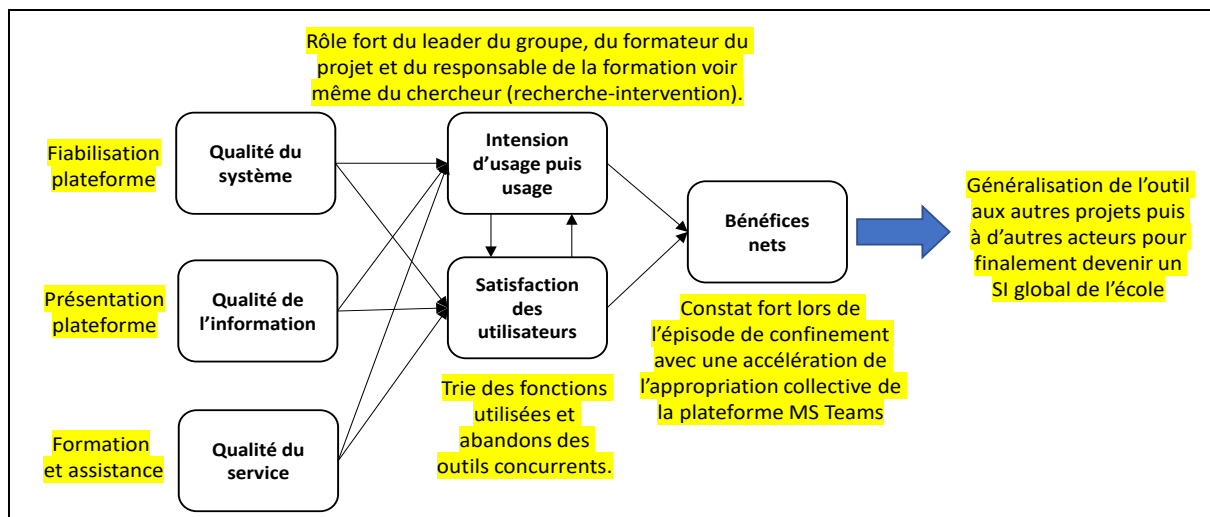 Rôle fort du leader du groupe, du formateur du
projet et du responsable de la formation voir
même du chercheur (recherche-intervention).
Fiabilisation
plateforme
Qualité du
système
Intension
d'usage puis
usage
Présentation
plateforme
Qualité de
l'information
Satisfaction
des
utilisateurs
Formation
et assistance
Qualité du
service
Trie des fonctions
utilisées et
abandons des
outils concurrents.
Bénéfices
nets
Constat fort lors de
l'épisode de confinement
avec une accélération de
l'appropriation collective de
la plateforme MS Teams
Généralisation de l'outil
aux autres projets puis
à d'autres acteurs pour
finalement devenir un
SI global de l'école